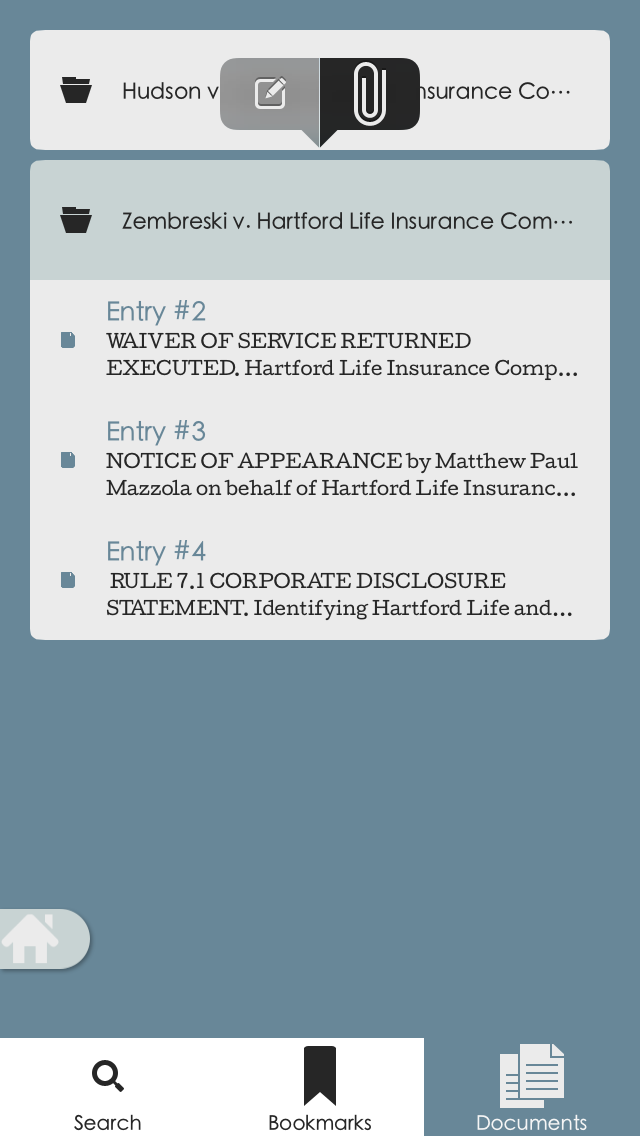 Hudson v nsurance Co···
Zembreski v. Hartford Life Insurance Com···
Entry #2
WAIVER OF SERVICE RETURNED
EXECUTED. Hartford Life Insurance Comp...
Entry #3
NOTICE OF APPEARANCE by Matthew Paul
Mazzola on behalf of Hartford Life Insuranc...
Entry #4
RULE 7.1 CORPORATE DISCLOSURE
STATEMENT. Identifying Hartford Life and...
Search Bookmarks Documents